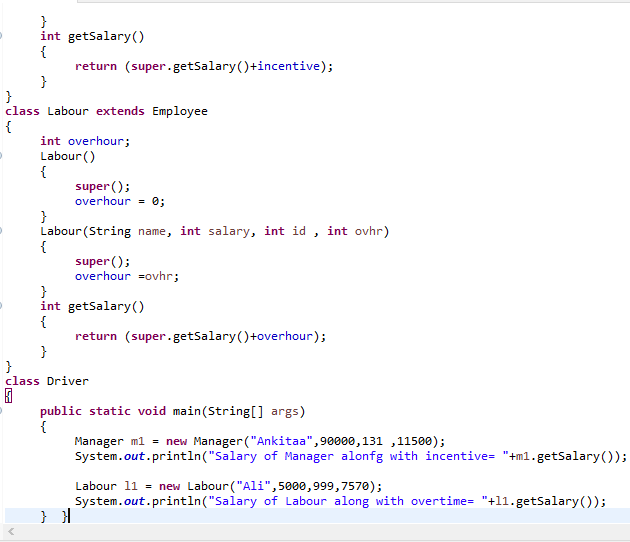 }
int getSalary()
{
return (super.getSalary()+incentive);
}
}
class Labour extends Employee
{
int overhour;
Labour()
{
super();
overhour = 0;
}
Labour(String name, int salary, int id , int ovhr)
{
super();
overhour =ovhr;
}
int getSalary()
{
return (super.getSalary()+overhour);
}
}
class Driver
{
public static void main(String[] args)
{
Manager m1 = new Manager("Ankitaa",90000,131 ,11500);
System.out.println("Salary of Manager alonfg with incentive= "+m1.getSalary());
Labour l1 = new Labour("Ali",5000,999,7570);
System.out.println("Salary of Labour along with overtime= "+l1.getSalary());
} }